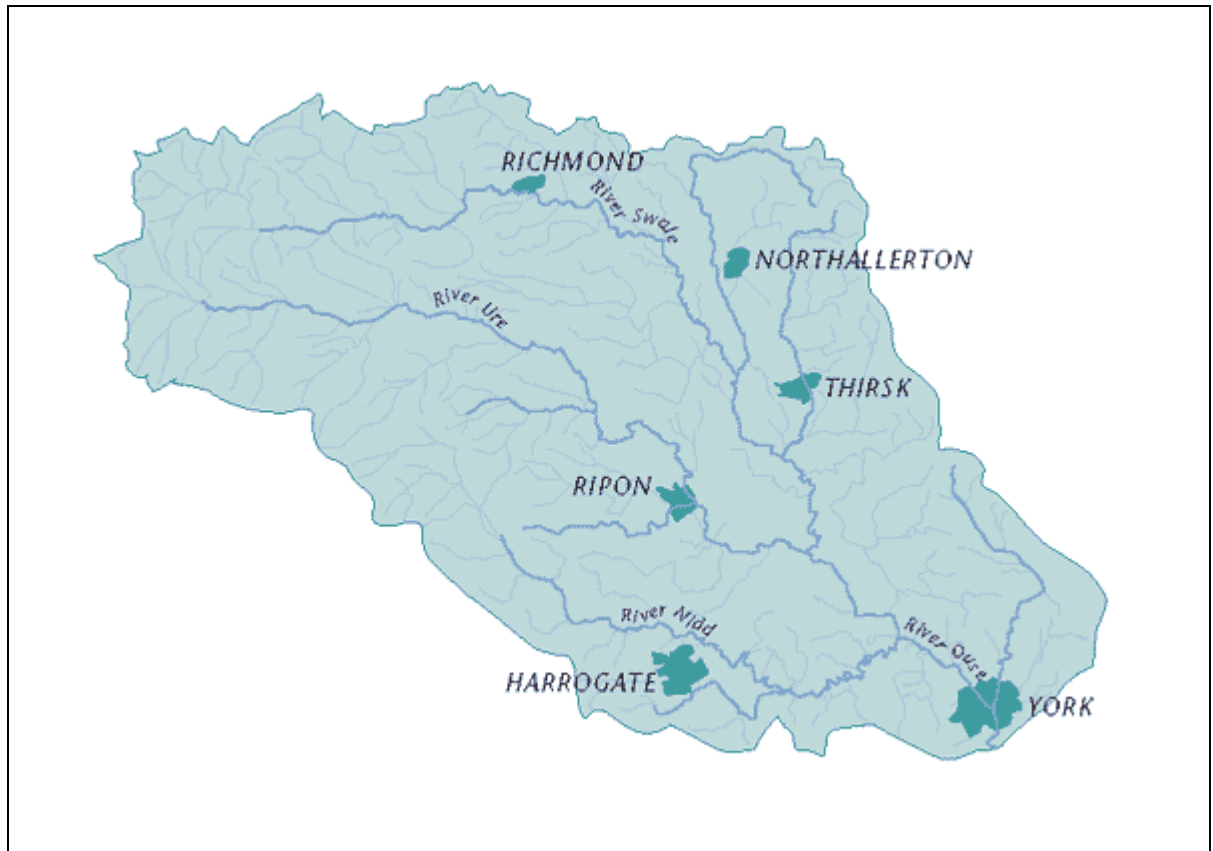 RICHMOND
River Swale
NORTHALLERTON
River Ure
THIRSK
RIPON
River Nidd
River Ouse
HARROGATE
YORK